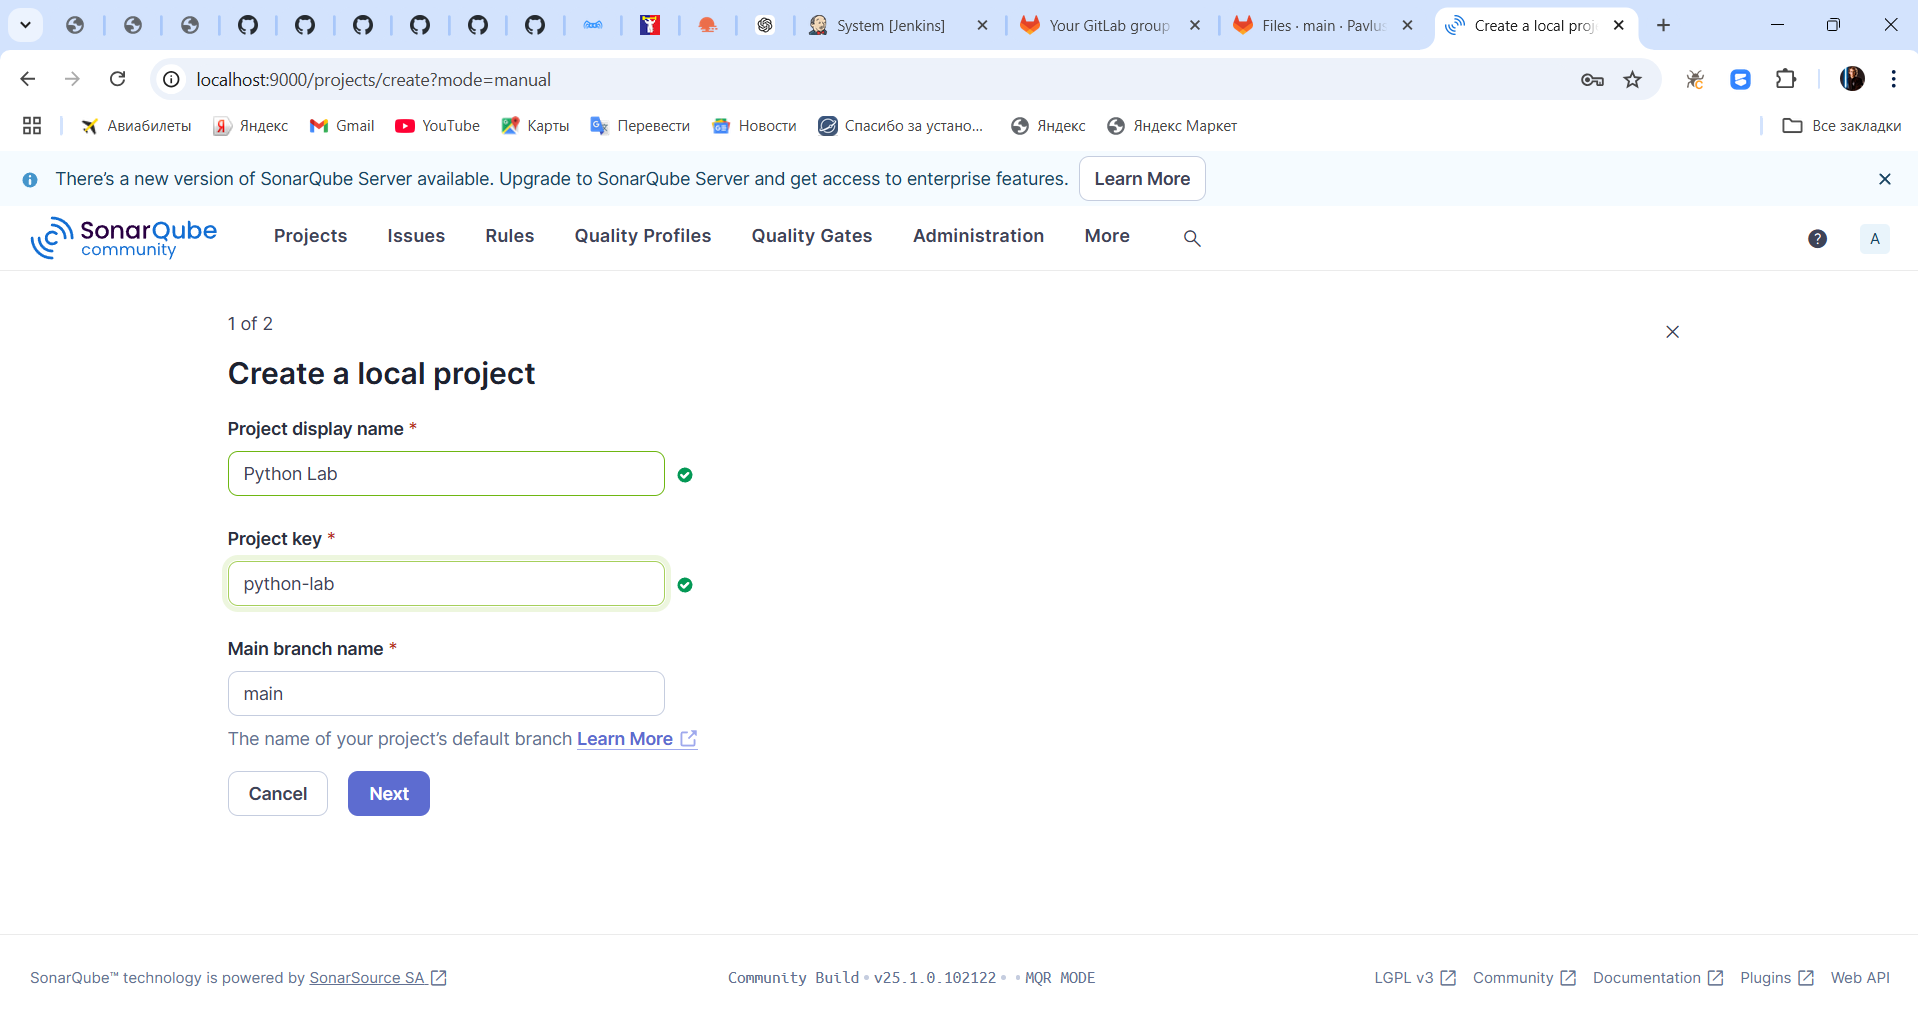 System [Jenkins]
Your GitLab group
Files · main · Pavlus
Create a local proj
localhost:9000/projects/create?mode=manual
Авиабилеты
Яндекс
Gmail
YouTube
Карты
Перевести
Новости
Спасибо за устано...
Яндекс
Яндекс Маркет
Все закладки
There's a new version of SonarQube Server available. Upgrade to SonarQube Server and get access to enterprise features.
Learn More
SonarQube
community
Projects
Issues
Rules
Quality Profiles
Quality Gates
Administration
More
A
1 of 2
Create a local project
Project display name *
Python Lab
Project key *
python-lab
Main branch name *
main
The name of your project's default branch Learn More
Cancel
Next
SonarQube™ technology is powered by SonarSource SA
Community Build • v25.1.0.102122 • • MQR MODE
LGPL v3
Community
Documentation
Plugins
Web API